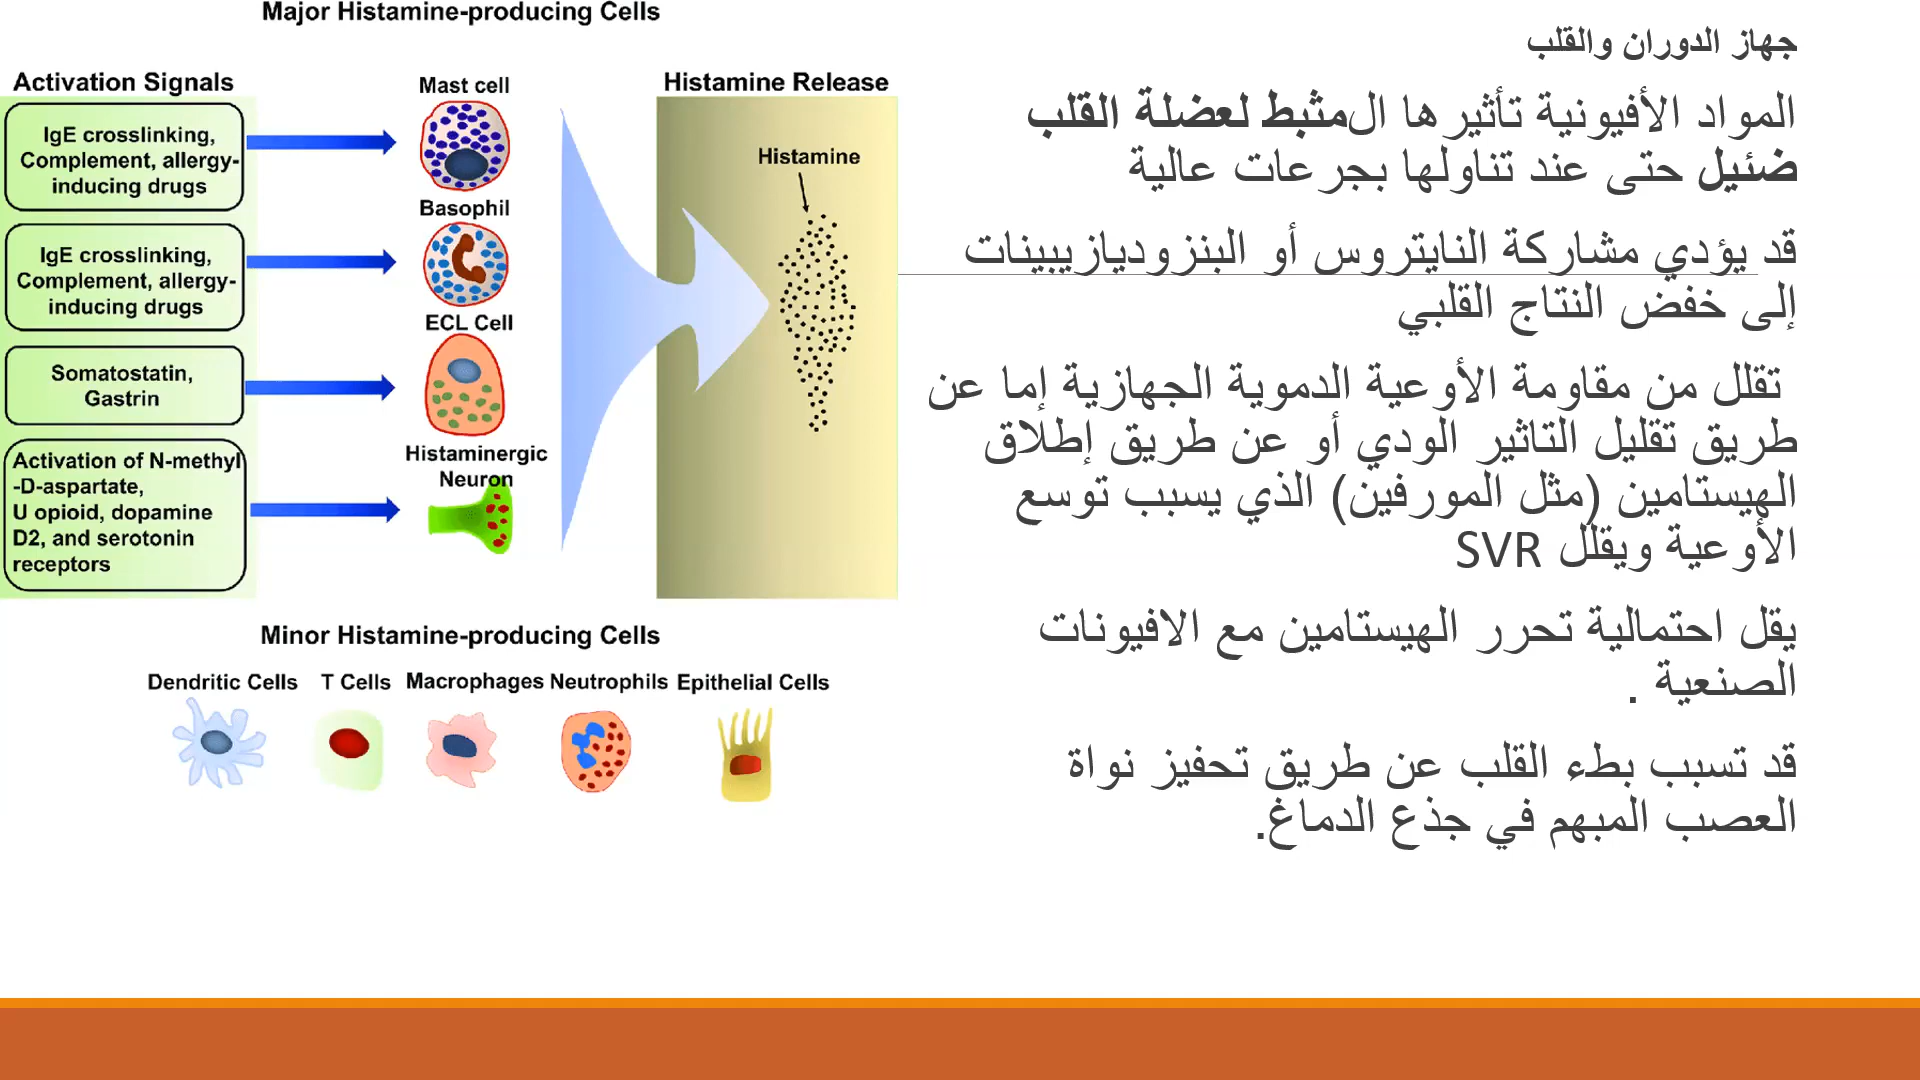 Major Histamine-producing Cells
Activation Signals
IgE crosslinking,
Complement, allergy-
inducing drugs
IgE crosslinking,
Complement, allergy-
inducing drugs
Somatostatin,
Gastrin
Activation of N-methyl
-D-aspartate,
U opioid, dopamine
D2, and serotonin
receptors
Mast cell
Basophil
ECL Cell
Histaminergic
Neuron
Histamine Release
Histamine
Minor Histamine-producing Cells
Dendritic Cells
T Cells
Macrophages
Neutrophils
Epithelial Cells
جهاز الدوران والقلب
المواد الأفيونية تأثيرها المثبط لعضلة القلب
ضئيل حتى عند تناولها بجرعات عالية
قد يؤدي مشاركة النايتروس أو البنزوديازيبينات
إلى خفض النتاج القلبي
تقلل من مقاومة الأوعية الدموية الجهازية إما عن
طريق تقليل التاثير الودي أو عن طريق إطلاق
الهيستامين (مثل المورفين) الذي يسبب توسع
الأوعية ويقلل SVR
يقل احتمالية تحرر الهيستامين مع الافيونات
الصنعية .
قد تسبب بطء القلب عن طريق تحفيز نواة
العصب المبهم في جذع الدماغ.